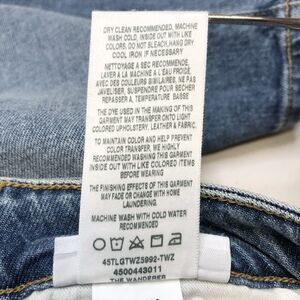 DRY CLEAN RECOMMENDED, MACHINE
WASH COLD, INSIDE OUT WITH LIKE
COLORS, DO NOT BLEACH, HANG DRY
COOL IRON IF NECESSARY
NETTOYAGE A SEC RECOMMANDE,
LAVER A LA MACHINE A L'EAU FROIDE,
AVEC DES COULEURS SIMILAIRES, NE PAS
JAVELISER, SUSPENDRE POUR SECHER
REPASSER A, TEMPERATURE BASSE
THE DYE USED IN THE MAKING OF THIS
GARMENT MAY TRANSFER ONTO LIGHT
COLORED UPHOLSTERY, LEATHER & FABRIC.
TO MAINTAIN COLOR AND HELP PREVENT
COLOR TRANSFER, WE HIGHLY
RECOMMENDED WASHING THIS GARMENT
INSIDE OUT WITH LIKE COLORED ITEMS
BEFORE WEARING
THE FINISHING EFFECTS OF THIS GARMENT
MAY FADE OR CHANGE WITH HOME
LAUNDERING.
MACHINE WASH WITH COLD WATER
RECOMMENDED
45TLGTWZ5992-TWZ
4500443011
THE WANDERER